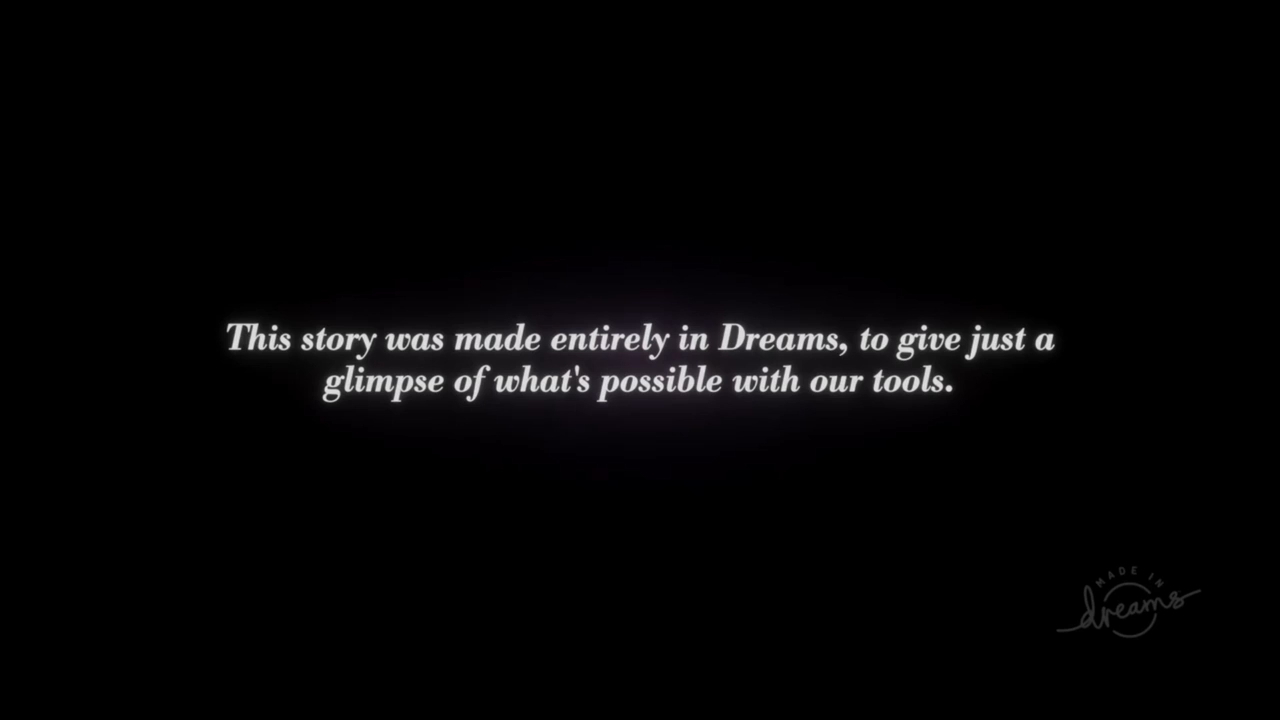 This story was made entirely in Dreams, to give just a
glimpse of what's possible with our tools.
MADE IN
dreams